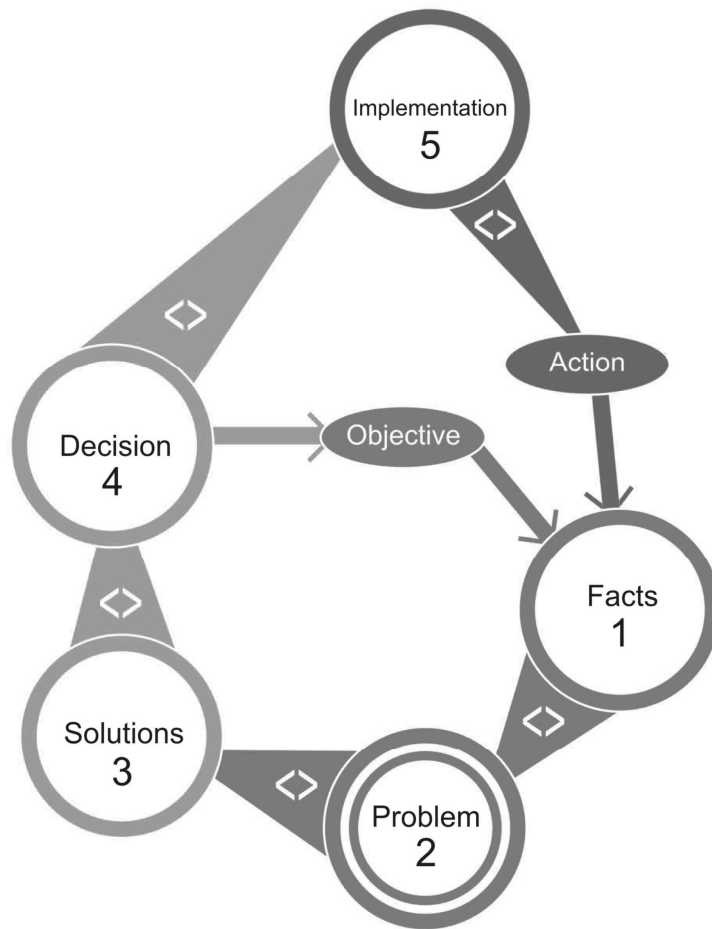 Implementation
5
<>
<>
Action
Decision
4
Objective
<>
Facts
1
<>
Solutions
3
<>
Problem
2